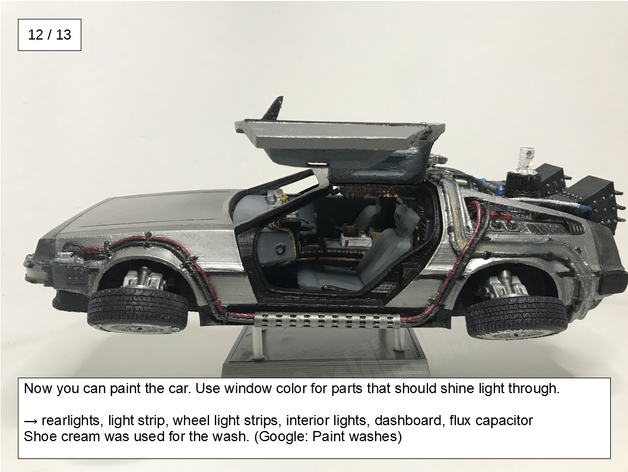 12 / 13
Now you can paint the car. Use window color for parts that should shine light through.
→ rearlights, light strip, wheel light strips, interior lights, dashboard, flux capacitor
Shoe cream was used for the wash. (Google: Paint washes)